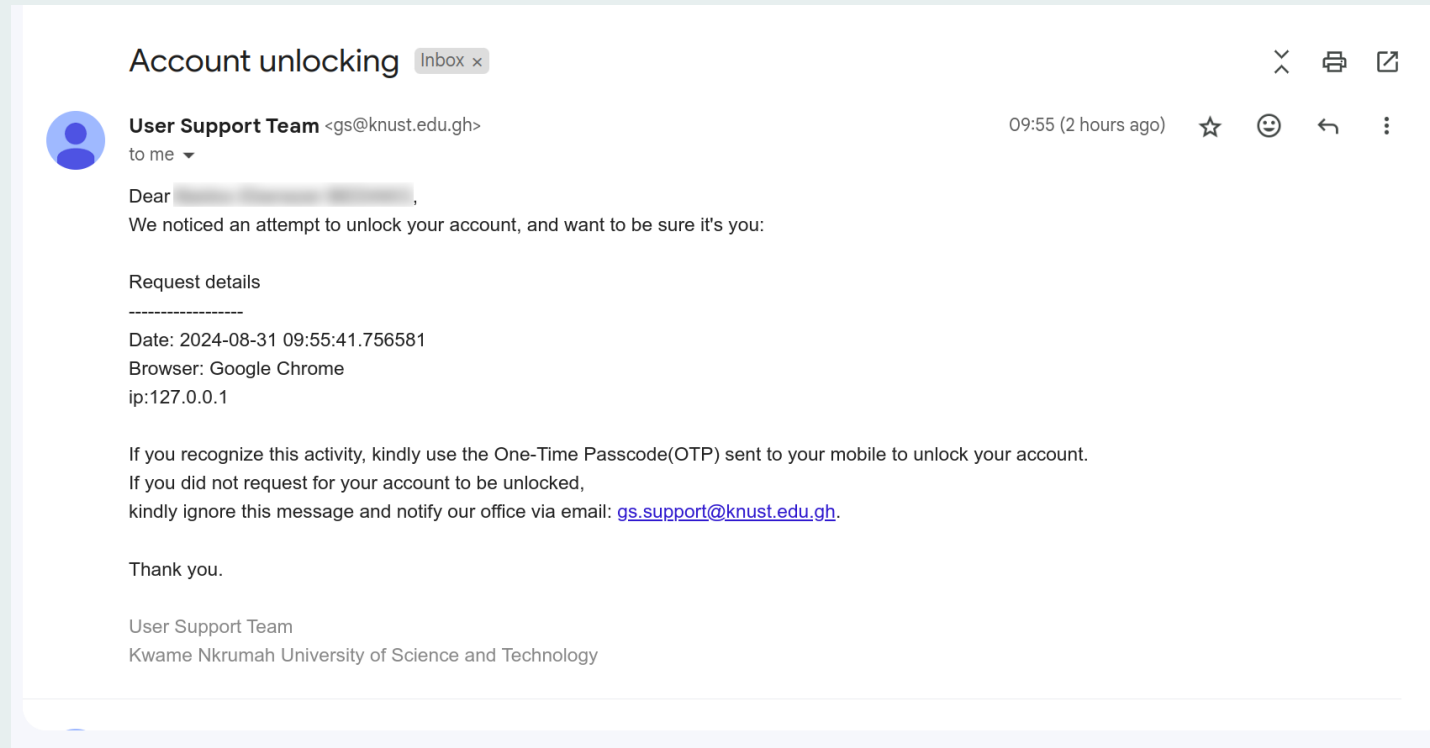 Account unlocking Inbox ×
User Support Team <gs@knust.edu.gh> 09:55 (2 hours ago)
to me
Dear ,
We noticed an attempt to unlock your account, and want to be sure it's you:
Request details
------------------
Date: 2024-08-31 09:55:41.756581
Browser: Google Chrome
ip:127.0.0.1
If you recognize this activity, kindly use the One-Time Passcode(OTP) sent to your mobile to unlock your account.
If you did not request for your account to be unlocked,
kindly ignore this message and notify our office via email: gs.support@knust.edu.gh.
Thank you.
User Support Team
Kwame Nkrumah University of Science and Technology